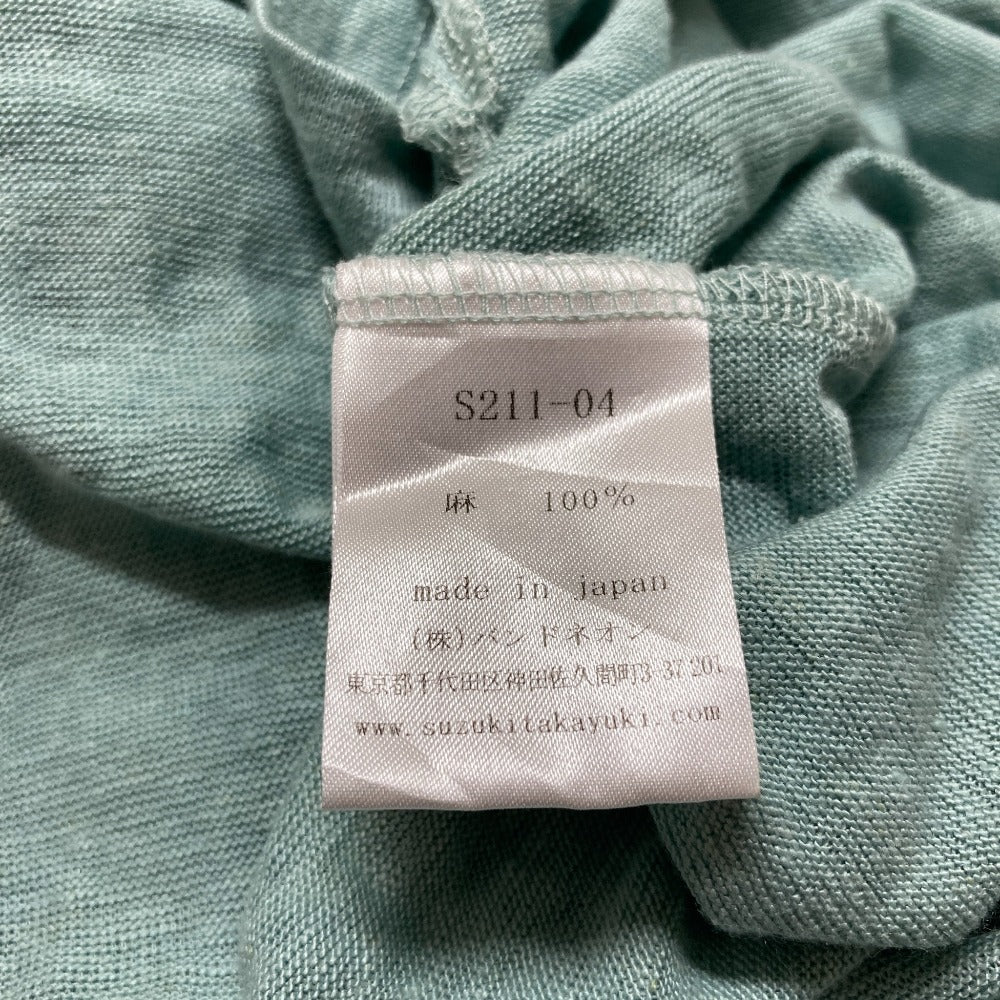 S211-04
麻 100%
made in japan
(株)バンドネオン
東京都千代田区神田佐久間町3-37 201
www.suzukitakayuki.com